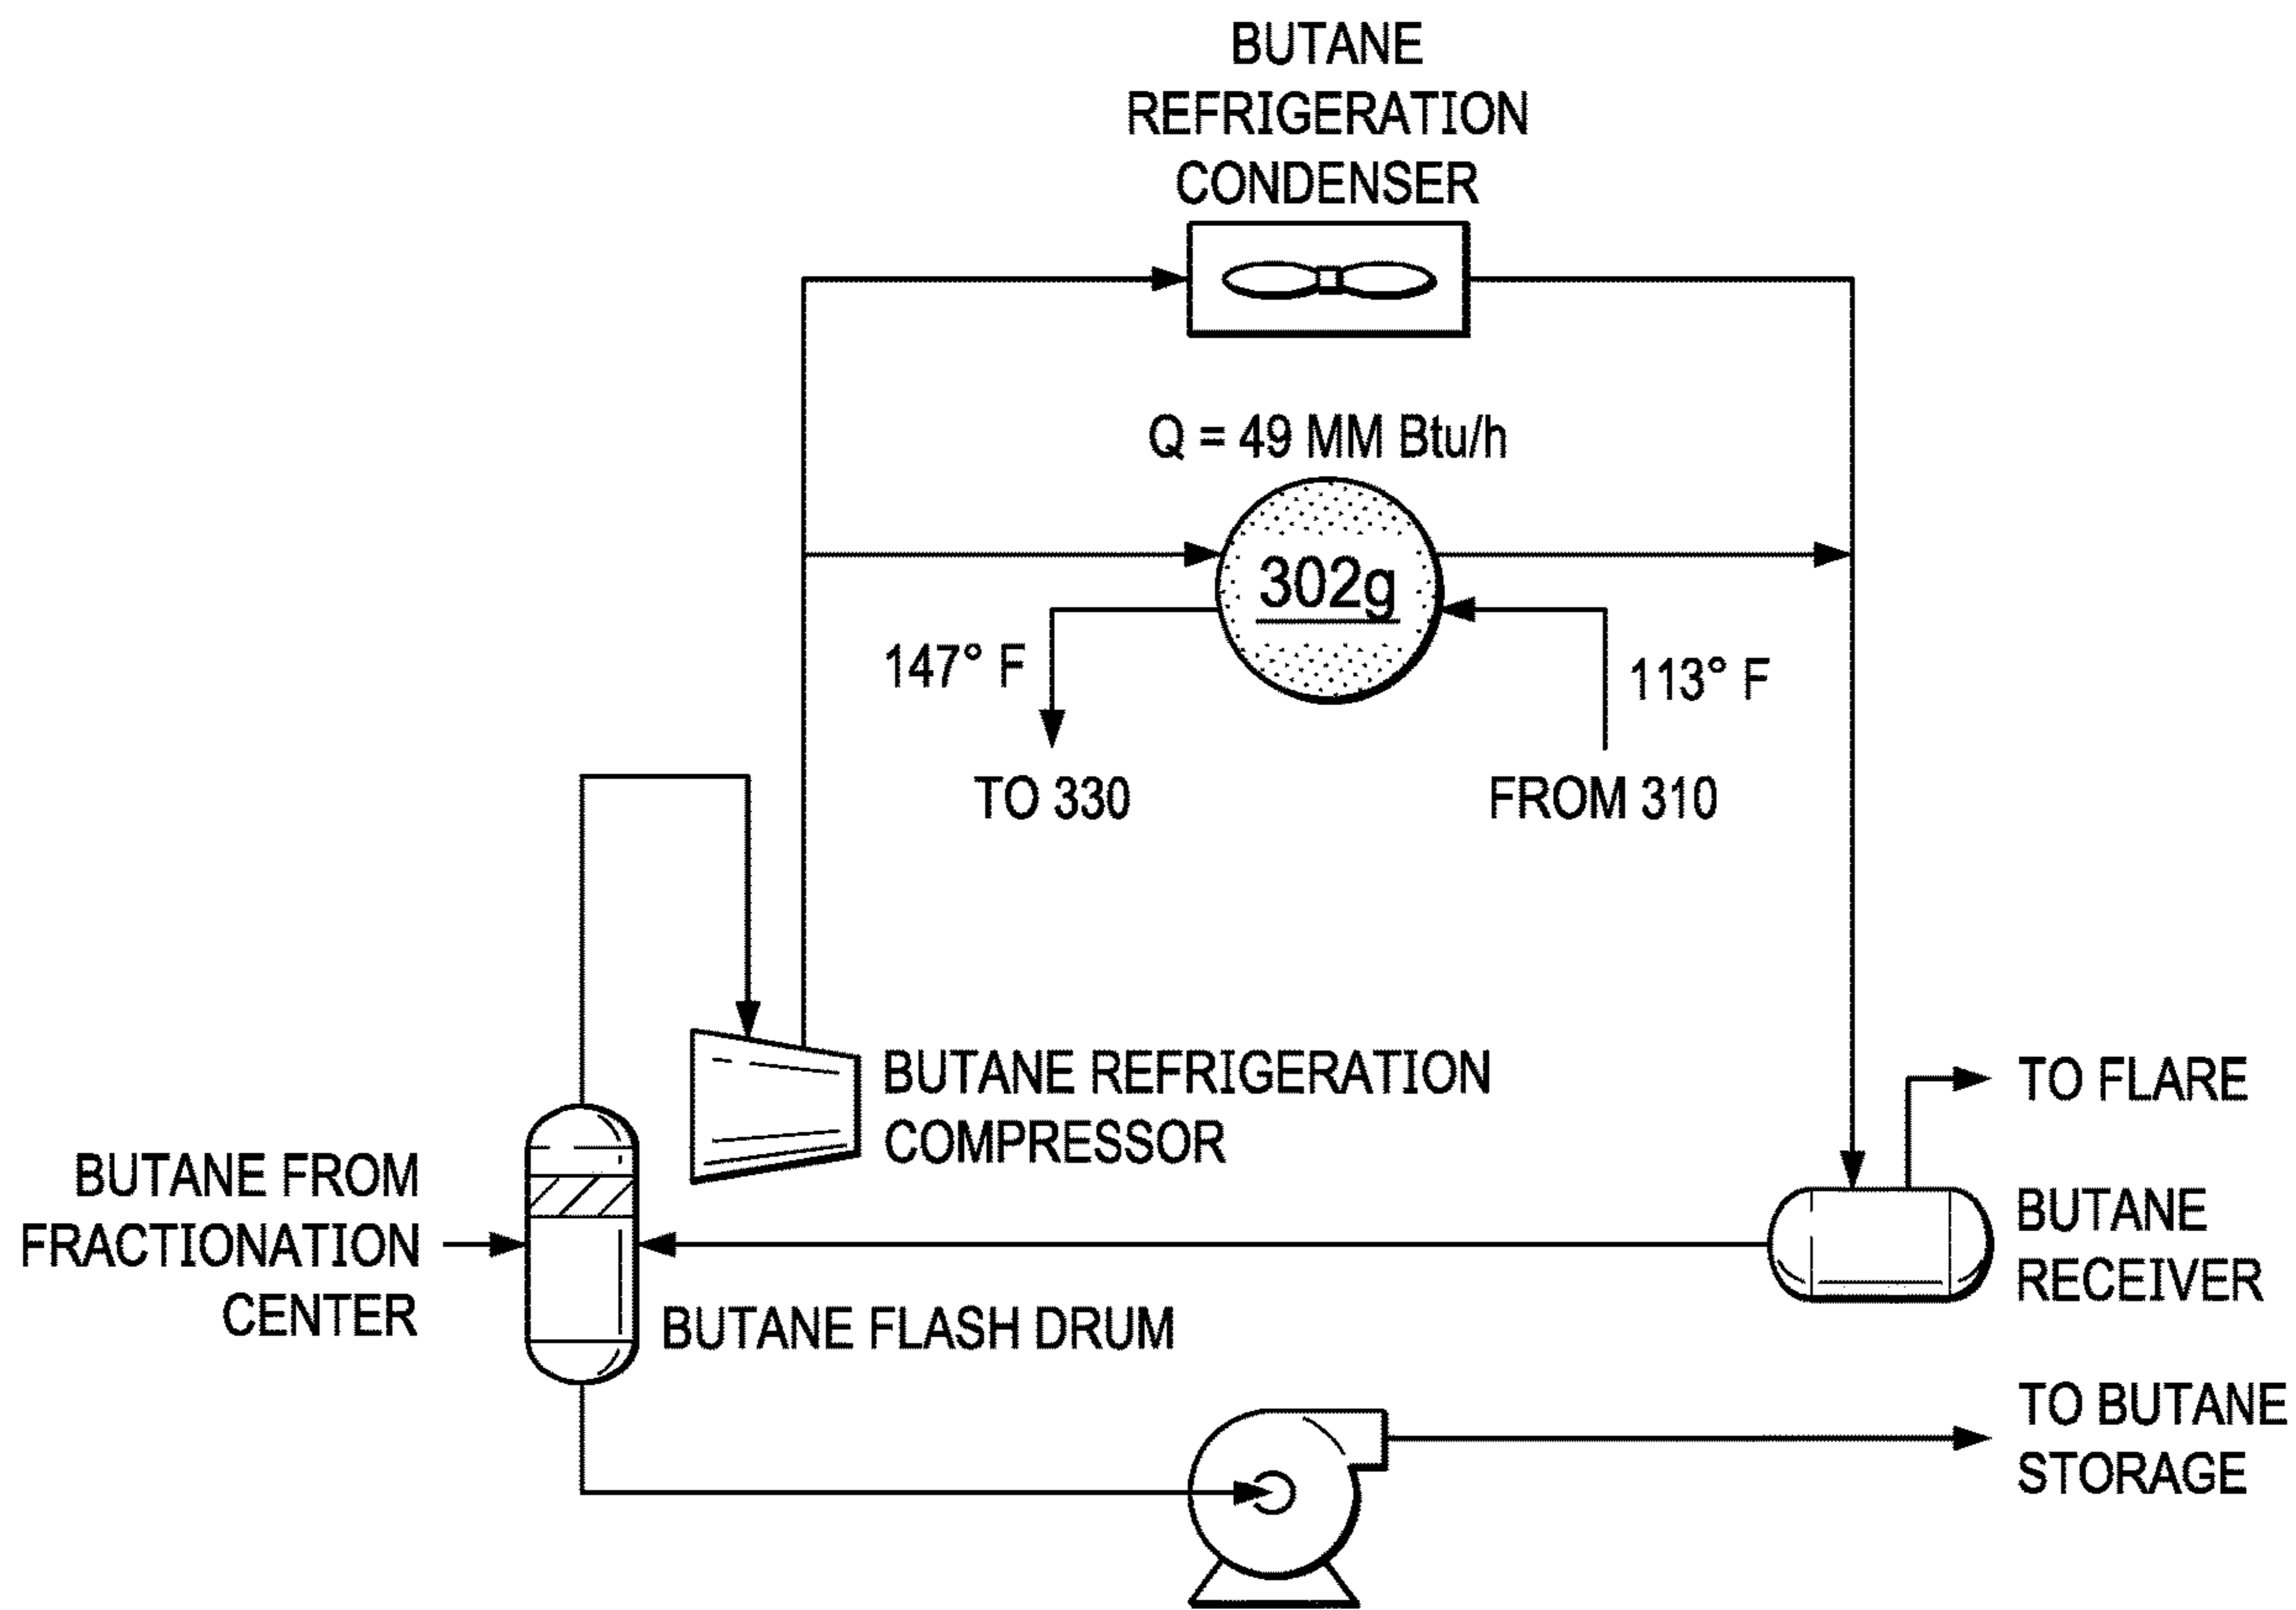 BUTANE
REFRIGERATION
CONDENSER
Q = 49 MM Btu/h
302g
147° F
113° F
TO 330
FROM 310
BUTANE REFRIGERATION
COMPRESSOR
TO FLARE
BUTANE FROM
FRACTIONATION
CENTER
BUTANE
RECEIVER
BUTANE FLASH DRUM
TO BUTANE
STORAGE